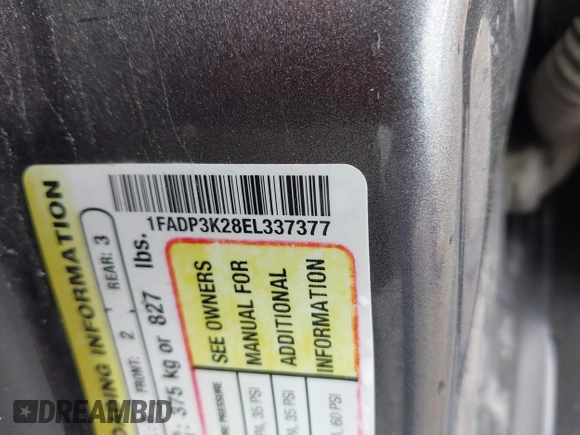 1FADP3K28EL337377
DING INFORMATION
FRONT: 2 REAR: 3
375 kg or 827 lbs.
SEE OWNERS
MANUAL FOR
ADDITIONAL
INFORMATION
PRESSURE
35 PSI
35 PSI
60 PSI
DREAMBID